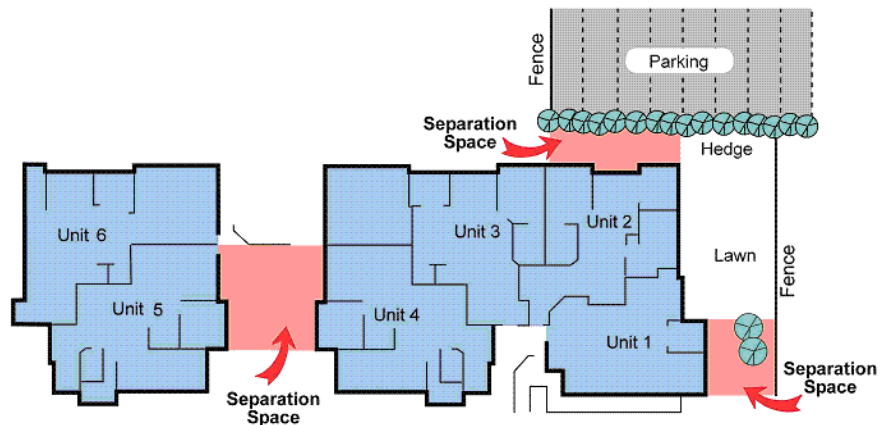 Fence
Parking
Separation
Space
Hedge
Unit 6
Unit 3
Unit 2
Lawn
Fence
Unit 5
Unit 4
Unit 1
Separation
Space
Separation
Space